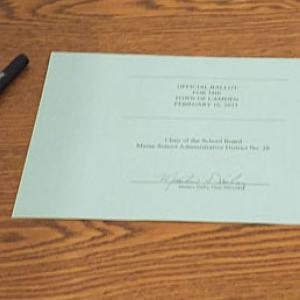 OFFICIAL BALLOT
FOR THE
TOWN OF CAMDEN
FEBRUARY 10, 2011
Chair of the School Board
Maine School Administrative District No. 28